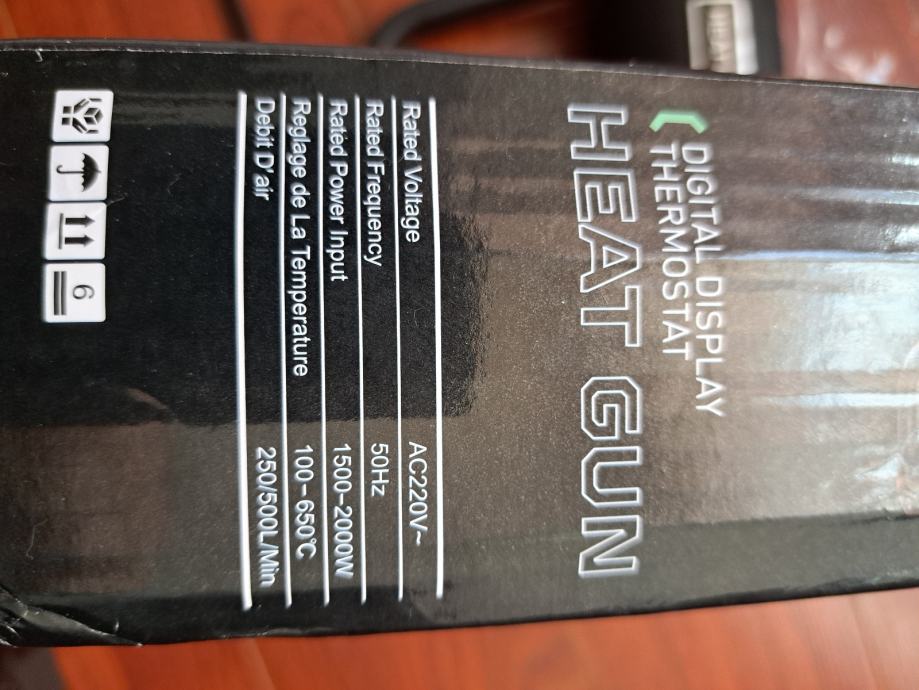 DIGITAL DISPLAY
THERMOSTAT
HEAT GUN
Rated Voltage AC220V~
Rated Frequency 50Hz
Rated Power Input 1500-2000W
Reglage de La Temperature 100-650℃
Debit D'air 250/500L/Min
6